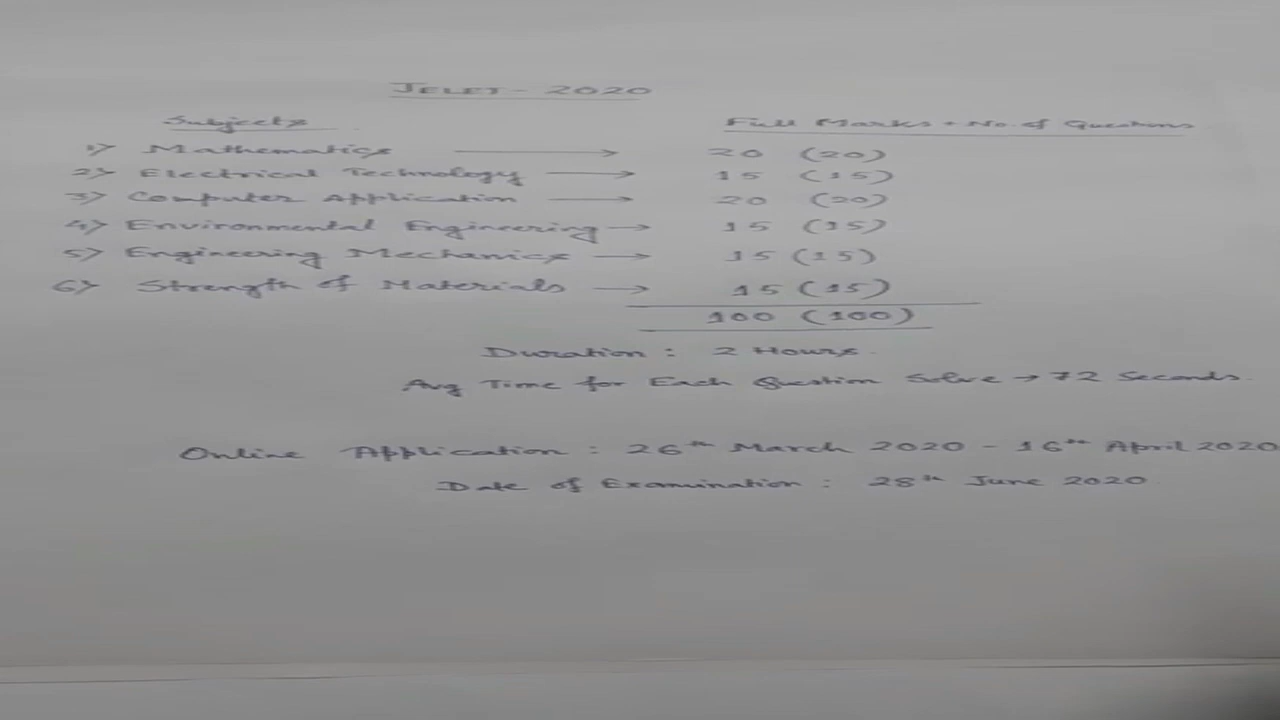 JELET - 2020
Subjects Full Marks + No. of Questions
1) Mathematics → 20 (20)
2) Electrical Technology → 15 (15)
3) Computer Application → 20 (20)
4) Environmental Engineering → 15 (15)
5) Engineering Mechanics → 15 (15)
6) Strength of Materials → 15 (15)
100 (100)
Duration : 2 Hours.
Avg Time for Each Question Solve → 72 Seconds.
Online Application : 26th March 2020 - 16th April 2020
Date of Examination : 28th June 2020